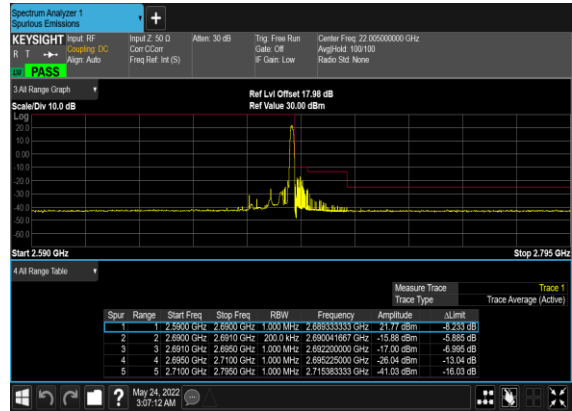 Spectrum Analyzer 1
Spurious Emissions
KEYSIGHT Input: RF Input Z: 50 Ω Atten: 30 dB Trig: Free Run Center Freq: 22.005000000 GHz
R T Coupling: DC Corr CCorr Gate: Off Avg|Hold: 100/100
Align: Auto Freq Ref: Int (S) IF Gain: Low Radio Std: None
PASS
3 All Range Graph
Ref Lvl Offset 17.98 dB
Scale/Div 10.0 dB Ref Value 30.00 dBm
Log
20.0
10.0
0.00
-10.0
-20.0
-30.0
-40.0
-50.0
-60.0
Start 2.590 GHz Stop 2.795 GHz
4 All Range Table
Measure Trace Trace 1
Trace Type Trace Average (Active)
Spur Range Start Freq Stop Freq RBW Frequency Amplitude ΔLimit
1 1 2.5900 GHz 2.6900 GHz 1.000 MHz 2.689333333 GHz 21.77 dBm -8.233 dB
2 2 2.6900 GHz 2.6910 GHz 200.0 kHz 2.690041667 GHz -15.88 dBm -5.885 dB
3 3 2.6910 GHz 2.6950 GHz 1.000 MHz 2.692200000 GHz -17.00 dBm -6.995 dB
4 4 2.6950 GHz 2.7100 GHz 1.000 MHz 2.695225000 GHz -26.04 dBm -13.04 dB
5 5 2.7100 GHz 2.7950 GHz 1.000 MHz 2.715383333 GHz -41.03 dBm -16.03 dB
May 24, 2022
3:07:12 AM